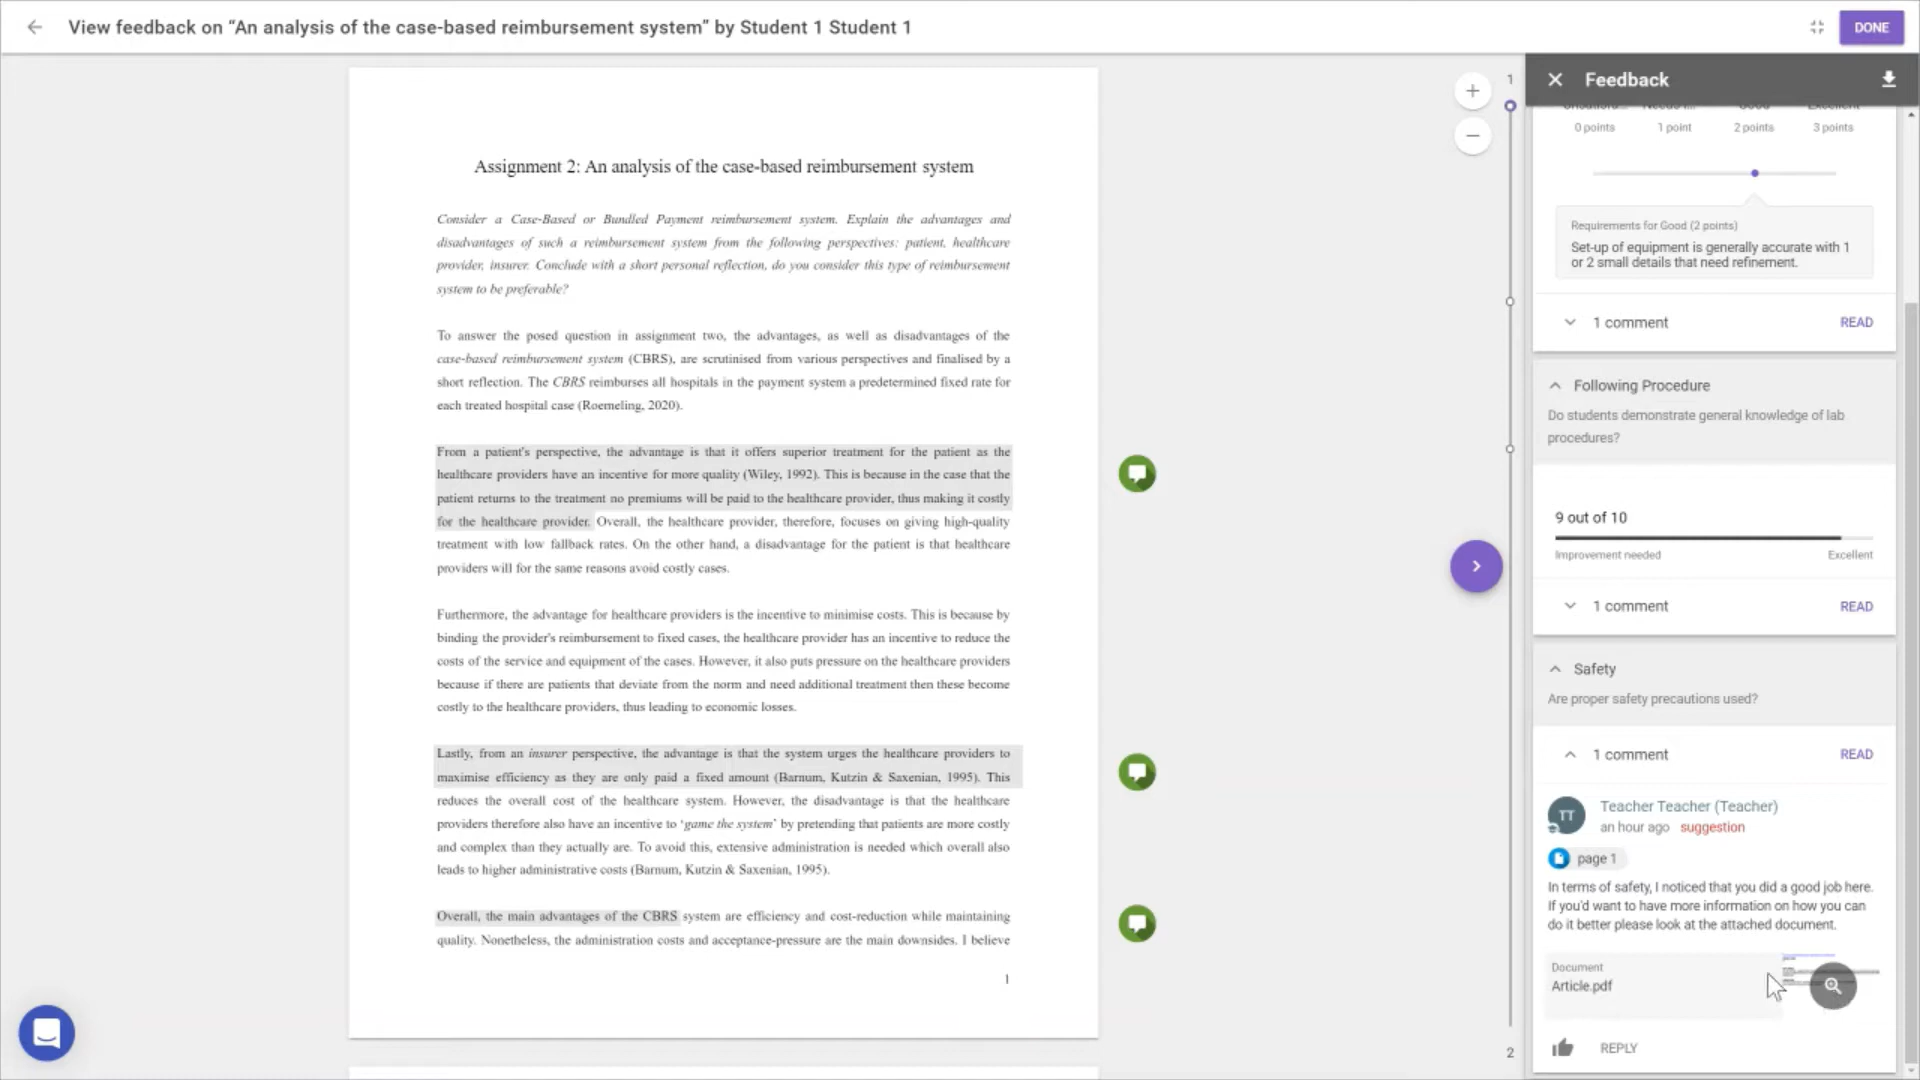 View feedback on “An analysis of the case-based reimbursement system” by Student 1 Student 1
DONE
Assignment 2: An analysis of the case-based reimbursement system
Consider a Case-Based or Bundled Payment reimbursement system. Explain the advantages and
disadvantages of such a reimbursement system from the following perspectives: patient, healthcare
provider, insurer. Conclude with a short personal reflection, do you consider this type of reimbursement
system to be preferable?
To answer the posed question in assignment two, the advantages, as well as disadvantages of the
case-based reimbursement system (CBRS), are scrutinised from various perspectives and finalised by a
short reflection. The CBRS reimburses all hospitals in the payment system a predetermined fixed rate for
each treated hospital case (Roemeling, 2020).
From a patient's perspective, the advantage is that it offers superior treatment for the patient as the
healthcare providers have an incentive for more quality (Wiley, 1992). This is because in the case that the
patient returns to the treatment no premiums will be paid to the healthcare provider, thus making it costly
for the healthcare provider. Overall, the healthcare provider, therefore, focuses on giving high-quality
treatment with low fallback rates. On the other hand, a disadvantage for the patient is that healthcare
providers will for the same reasons avoid costly cases.
Furthermore, the advantage for healthcare providers is the incentive to minimise costs. This is because by
binding the provider's reimbursement to fixed cases, the healthcare provider has an incentive to reduce the
costs of the service and equipment of the cases. However, it also puts pressure on the healthcare providers
because if there are patients that deviate from the norm and need additional treatment then these become
costly to the healthcare providers, thus leading to economic losses.
Lastly, from an insurer perspective, the advantage is that the system urges the healthcare providers to
maximise efficiency as they are only paid a fixed amount (Barnum, Kutzin & Saxenian, 1995). This
reduces the overall cost of the healthcare system. However, the disadvantage is that the healthcare
providers therefore also have an incentive to ‘game the system’ by pretending that patients are more costly
and complex than they actually are. To avoid this, extensive administration is needed which overall also
leads to higher administrative costs (Barnum, Kutzin & Saxenian, 1995).
Overall, the main advantages of the CBRS system are efficiency and cost-reduction while maintaining
quality. Nonetheless, the administration costs and acceptance-pressure are the main downsides. I believe
1
1
2
Feedback
Good Excellent
0 points 1 point 2 points 3 points
Requirements for Good (2 points)
Set-up of equipment is generally accurate with 1
or 2 small details that need refinement.
1 comment READ
Following Procedure
Do students demonstrate general knowledge of lab
procedures?
9 out of 10
Improvement needed Excellent
1 comment READ
Safety
Are proper safety precautions used?
1 comment READ
TT
Teacher Teacher (Teacher)
an hour ago suggestion
page 1
In terms of safety, I noticed that you did a good job here.
If you'd want to have more information on how you can
do it better please look at the attached document.
Document
Article.pdf
REPLY